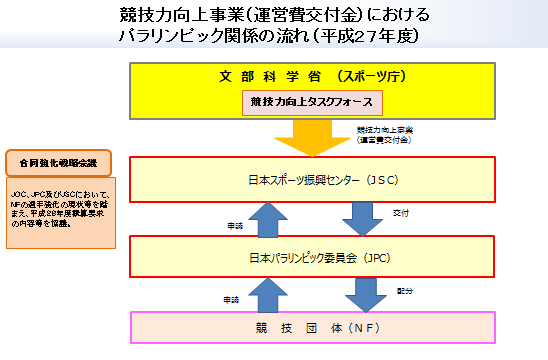 競技力向上事業(運営費交付金)における
パラリンピック関係の流れ(平成27年度)
文部科学省 (スポーツ庁)
競技力向上タスクフォース
競技力向上事業
(運営費交付金)
合同強化戦略会議
JOC、JPC及びJSCにおいて、
NFの選手強化の現状等を踏
まえ、平成28年度概算要求
の内容等を協議。
日本スポーツ振興センター(JSC)
申請
交付
日本パラリンピック委員会(JPC)
申請
配分
競技団体(NF)